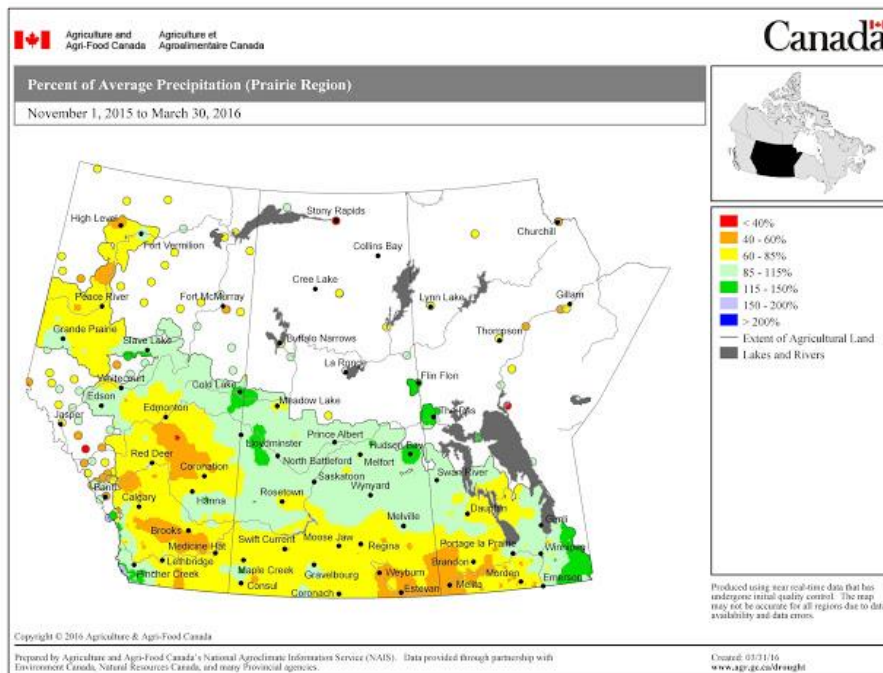 Agriculture and Agriculture et
Agri-Food Canada Agroalimentaire Canada
Canada
Percent of Average Precipitation (Prairie Region)
November 1, 2015 to March 30, 2016
Stony Rapids
High Level
Churchill
Fort Vermilion
Collins Bay
Cree Lake
Peace River
Fort McMurray
Lynn Lake
Gillam
Grande Prairie
Thompson
Slave Lake
Buffalo Narrows
La Ronge
Whitecourt
Flin Flon
Cold Lake
Edson
Meadow Lake
Edmonton
The Pas
Jasper
Lloydminster
Prince Albert
Hudson Bay
Red Deer
North Battleford
Melfort
Coronation
Swan River
Saskatoon
Banff
Hanna
Rosetown
Wynyard
Calgary
Dauphin
Melville
Gimli
Brooks
Swift Current
Moose Jaw
Regina
Portage la Prairie
Medicine Hat
Winnipeg
Lethbridge
Maple Creek
Gravelbourg
Weyburn
Brandon
Pincher Creek
Morden
Consul
Coronach
Estevan
Melita
Emerson
< 40%
40 - 60%
60 - 85%
85 - 115%
115 - 150%
150 - 200%
> 200%
Extent of Agricultural Land
Lakes and Rivers
Produced using near real-time data that has
undergone initial quality control. The map
may not be accurate for all regions due to data
availability and data errors.
Copyright © 2016 Agriculture & Agri-Food Canada
Prepared by Agriculture and Agri-Food Canada's National Agroclimate Information Service (NAIS). Data provided through partnership with
Environment Canada, Natural Resources Canada, and many Provincial agencies.
Created: 03/31/16
www.agr.gc.ca/drought